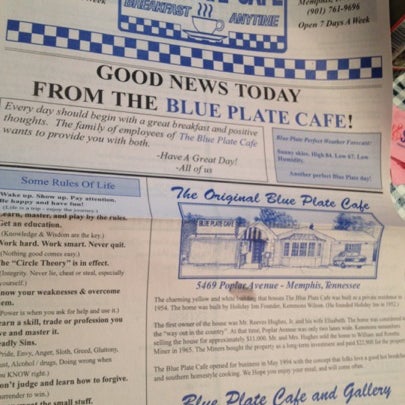 BREAKFAST ANYTIME
Memphis,
(901) 761-9696
Open 7 Days A Week
Week
GOOD NEWS TODAY
FROM THE BLUE PLATE CAFE!
Every day should begin with a great breakfast and positive
thoughts. The family of employees of The Blue Plate Cafe
wants to provide you with both.
-Have A Great Day!
-All of us
Blue Plate Perfect Weather Forecast:
Sunny skies, High 84, Low 67, Low
Humidity.
Another perfect Blue Plate day!
Some Rules Of Life
Wake up. Show up. Pay attention.
Be happy and have fun!
(Life is a trip - enjoy the journey.)
Learn, master, and play by the rules.
Get an education.
(Knowledge & Wisdom are the key.)
Work hard. Work smart. Never quit.
(Nothing good comes easy.)
The "Circle Theory" is in effect.
(Integrity. Never lie, cheat or steal, especially
yourself.)
Know your weaknesses & overcome
them.
(Power is when you ask for help and use it.)
Learn a skill, trade or profession you
love and master it.
Deadly Sins.
Pride, Envy, Anger, Sloth, Greed, Gluttony,
Lust, Alcohol / drugs, Doing wrong when
you KNOW right.)
Don't judge and learn how to forgive.
surrender to win.)
sweat the small stuff.
The Original Blue Plate Cafe
BLUE PLATE CAFE
5469 Poplar Avenue - Memphis, Tennessee
The charming yellow and white building that houses The Blue Plate Cafe was built as a private residence in
1954. The home was built by Holiday Inn Founder, Kemmons Wilson. (He founded Holiday Inn in 1952.)
The first owner of the house was Mr. Reeves Hughes, Jr. and his wife Elizabeth. The home was considered
"way out in the country" at that time. Poplar Avenue was only two lanes wide. Kemmons remembers
selling the house for approximately $11,000. Mr. and Mrs. Hughes sold the home to William and Annetta
Miner in 1965. The Miners bought the property as a long-term investment and paid $22,900 for the property.
The Blue Plate Cafe opened for business in May 1994 with the concept that folks love a good hot breakfast
and southern homestyle cooking. We Hope you enjoy your meal, and will come often.
Blue Plate Cafe and Gallery